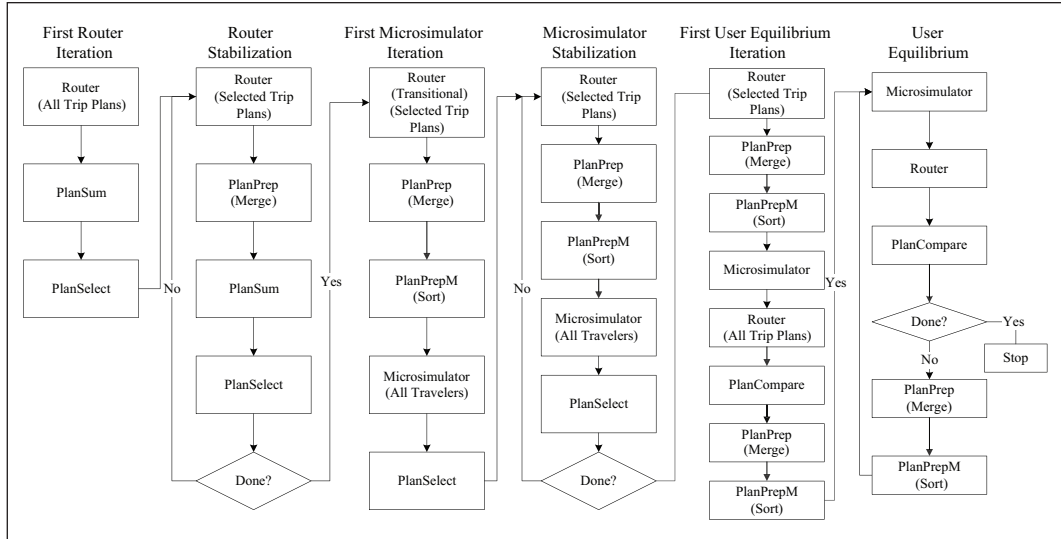 First Router
Iteration
Router
(All Trip Plans)
PlanSum
PlanSelect
Router
Stabilization
Router
(Selected Trip
Plans)
PlanPrep
(Merge)
PlanSum
PlanSelect
Done?
No
Yes
First Microsimulator
Iteration
Router
(Transitional)
(Selected Trip
Plans)
PlanPrep
(Merge)
PlanPrepM
(Sort)
Microsimulator
(All Travelers)
PlanSelect
Microsimulator
Stabilization
Router
(Selected Trip
Plans)
PlanPrep
(Merge)
PlanPrepM
(Sort)
Microsimulator
(All Travelers)
PlanSelect
Done?
No
First User Equilibrium
Iteration
Router
(Selected Trip
Plans)
PlanPrep
(Merge)
PlanPrepM
(Sort)
Microsimulator
Router
(All Trip Plans)
PlanCompare
PlanPrep
(Merge)
PlanPrepM
(Sort)
Yes
User
Equilibrium
Microsimulator
Router
PlanCompare
Done?
Yes
Stop
No
PlanPrep
(Merge)
PlanPrepM
(Sort)